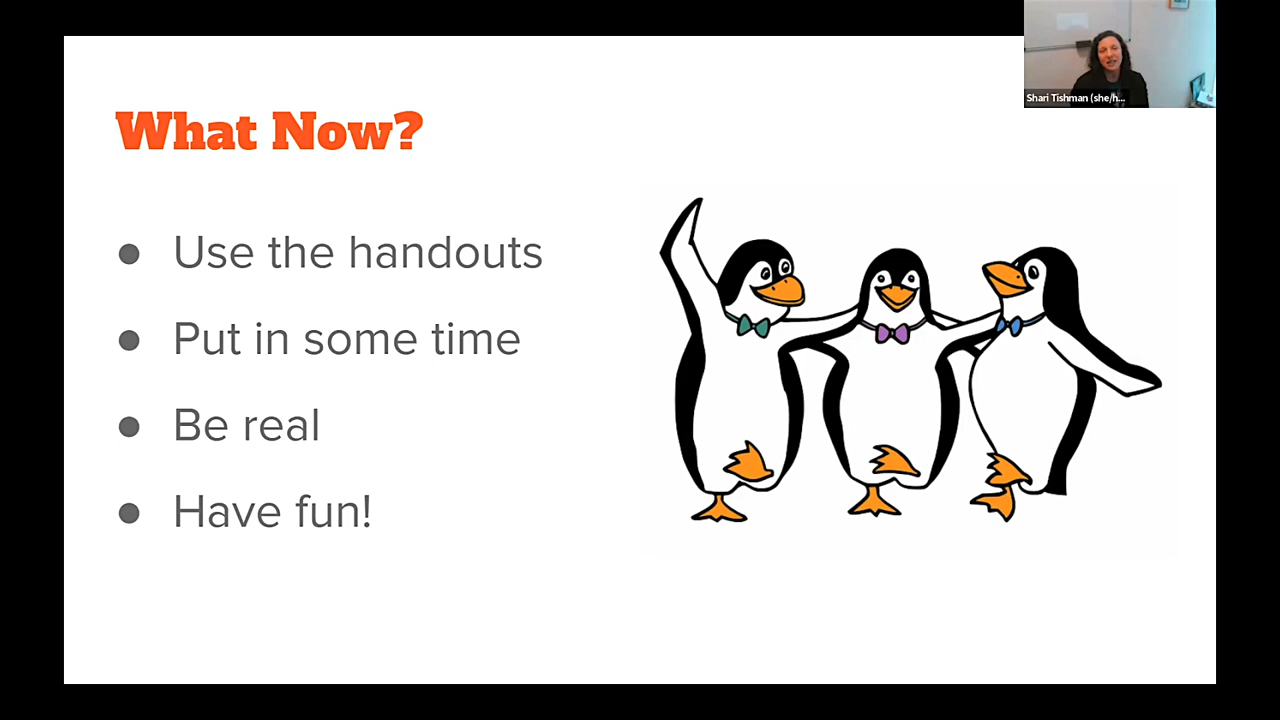 What Now?
● Use the handouts
● Put in some time
● Be real
● Have fun!
Shari Tishman (she/h...